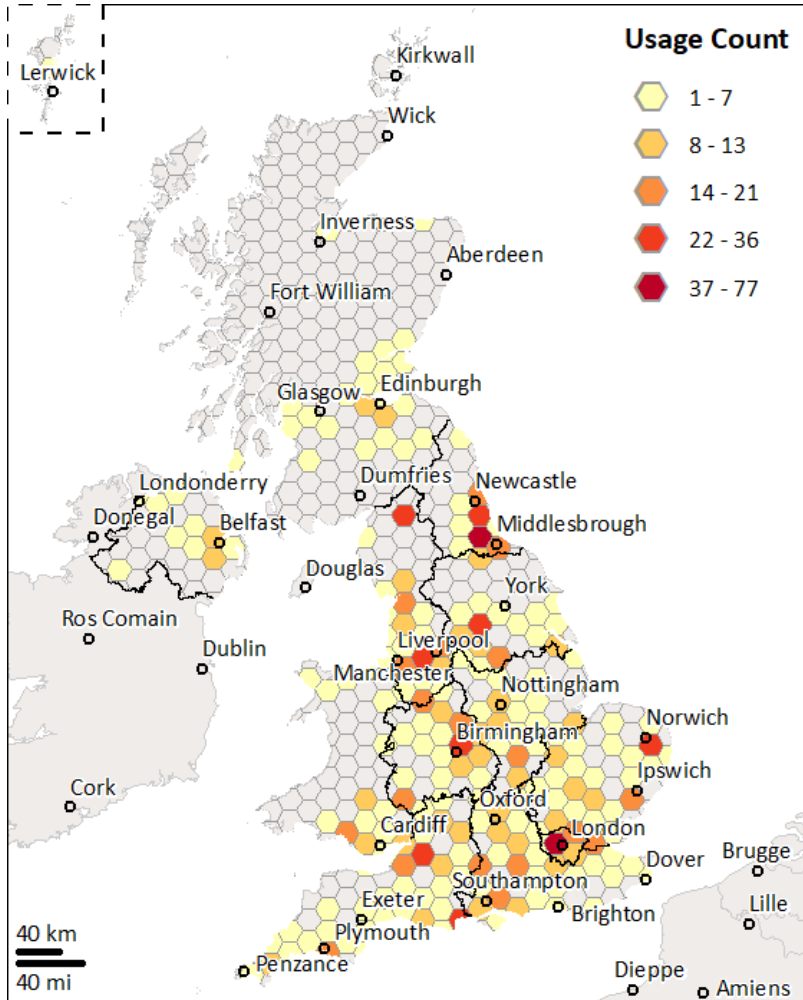 Usage Count
1 - 7
8 - 13
14 - 21
22 - 36
37 - 77
Lerwick
Kirkwall
Wick
Inverness
Aberdeen
Fort William
Glasgow
Edinburgh
Londonderry
Dumfries
Newcastle
Donegal
Belfast
Middlesbrough
Douglas
York
Ros Comain
Dublin
Liverpool
Manchester
Nottingham
Norwich
Birmingham
Ipswich
Cork
Oxford
Cardiff
London
Dover
Brugge
Southampton
Exeter
Brighton
Lille
Plymouth
40 km
Penzance
40 mi
Dieppe
Amiens